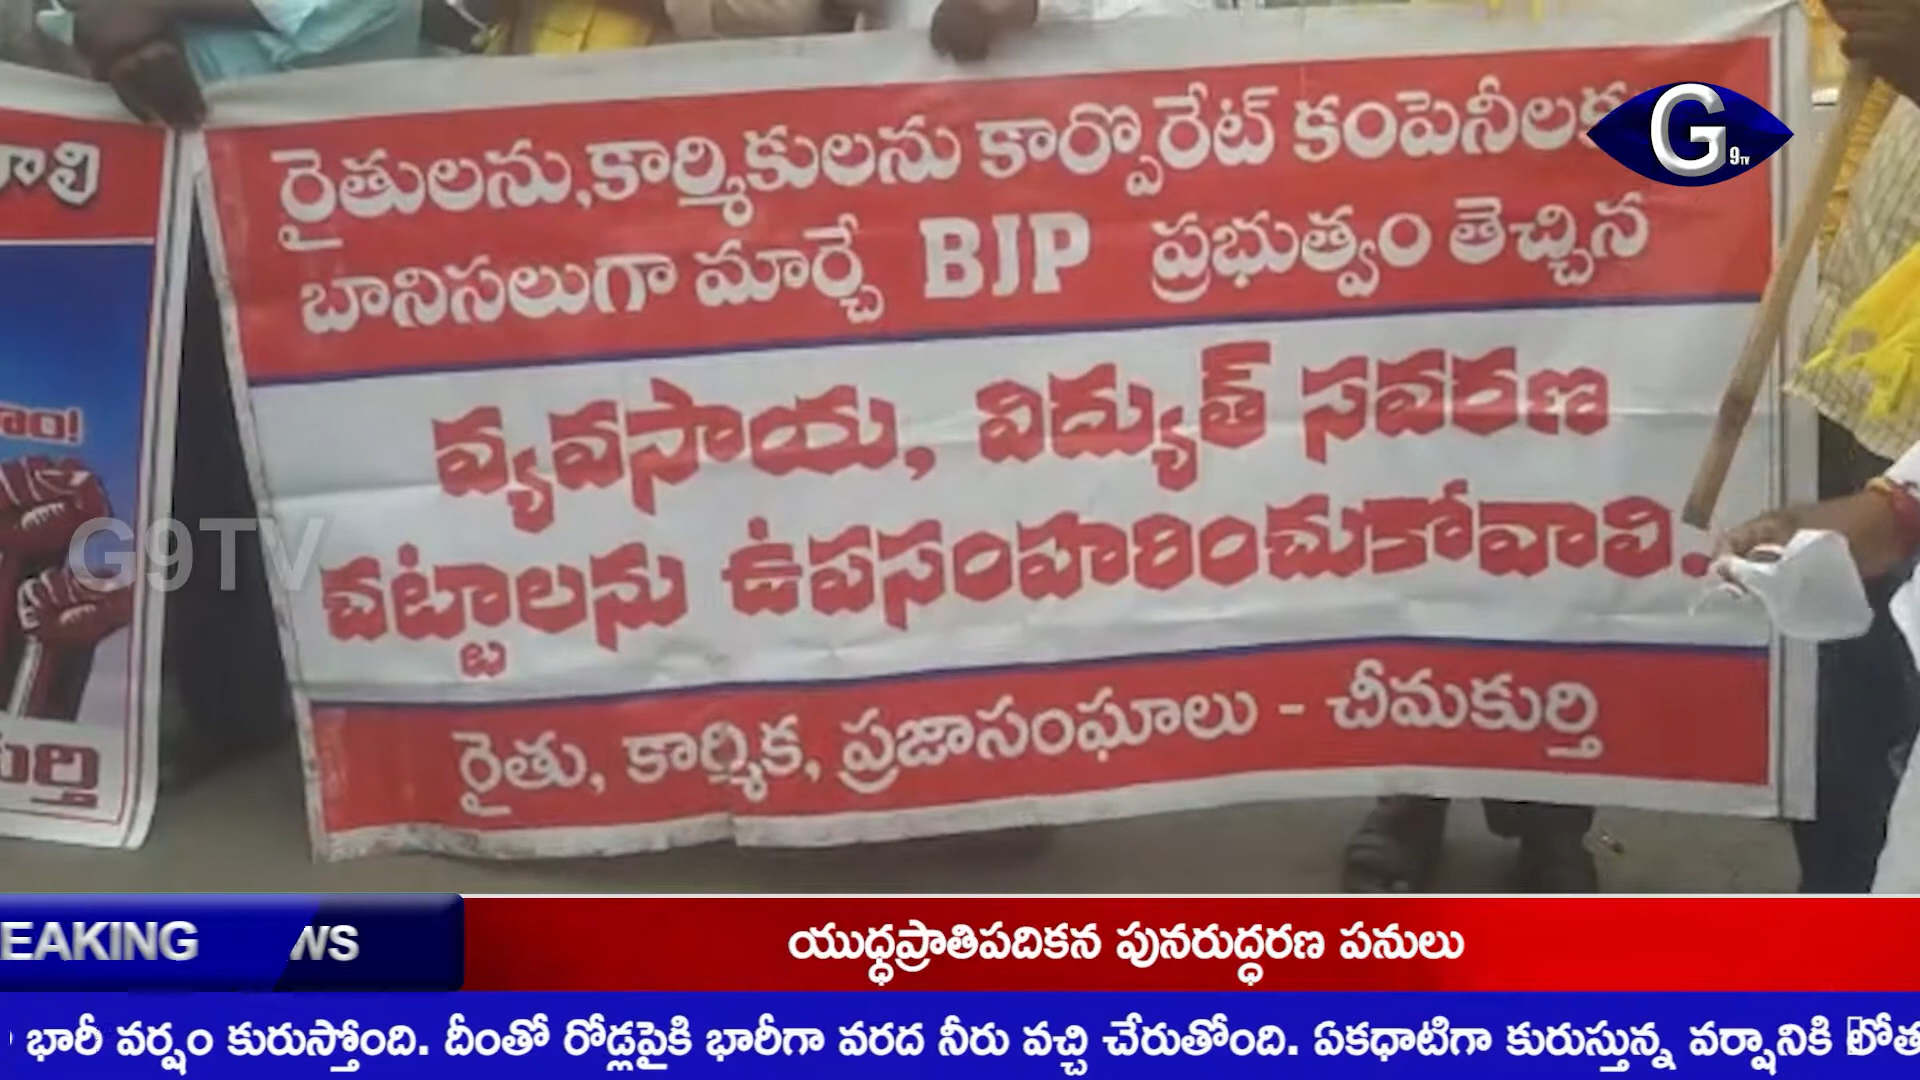 రైతులను,కార్మికులను కార్పొరేట్ కంపెనీలకు
బానిసలుగా మార్చే BJP ప్రభుత్వం తెచ్చిన
వ్యవసాయ, విద్యుత్ సవరణ
చట్టాలను ఉపసంహరించుకోవాలి.
రైతు, కార్మిక, ప్రజాసంఘాలు - చీమకుర్తి
G9TV
G 9TV
EAKING WS
యుద్ధప్రాతిపదికన పునరుద్ధరణ పనులు
భారీ వర్షం కురుస్తోంది. దీంతో రోడ్లపైకి భారీగా వరద నీరు వచ్చి చేరుతోంది. ఏకధాటిగా కురుస్తున్న వర్షానికి